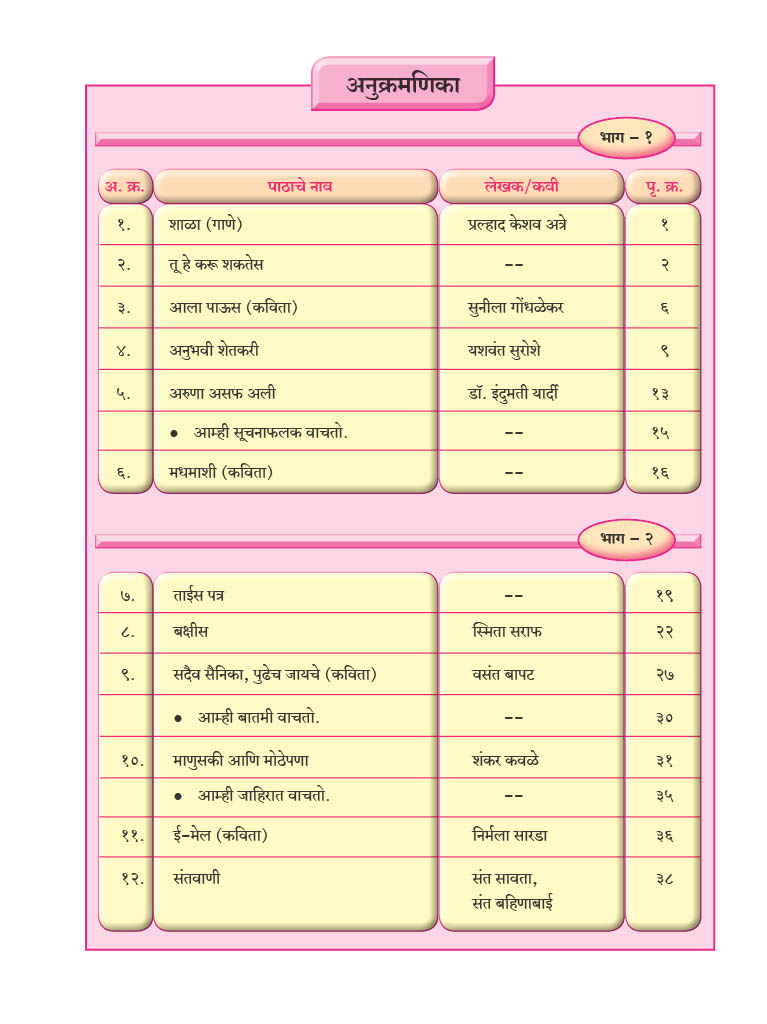 अनुक्रमणिका
भाग – १
अ. क्र. पाठाचे नाव लेखक/कवी पृ. क्र.
१. शाळा (गाणे) प्रल्हाद केशव अत्रे १
२. तू हे करू शकतेस -- २
३. आला पाऊस (कविता) सुनीला गोंधळेकर ६
४. अनुभवी शेतकरी यशवंत सुरोशे ९
५. अरुणा असफ अली डॉ. इंदुमती यार्दी १३
● आम्ही सूचनाफलक वाचतो. -- १५
६. मधमाशी (कविता) -- १६
भाग – २
७. ताईस पत्र -- १९
८. बक्षीस स्मिता सराफ २२
९. सदैव सैनिका, पुढेच जायचे (कविता) वसंत बापट २७
● आम्ही बातमी वाचतो. -- ३०
१०. माणुसकी आणि मोठेपणा शंकर कवळे ३१
● आम्ही जाहिरात वाचतो. -- ३५
११. ई-मेल (कविता) निर्मला सारडा ३६
१२. संतवाणी संत सावता, ३८
संत बहिणाबाई